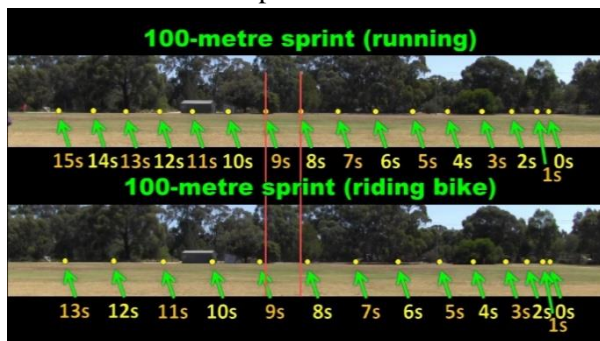 100-metre sprint (running)
15s 14s 13s 12s 11s 10s 9s 8s 7s 6s 5s 4s 3s 2s 0s
1s
100-metre sprint (riding bike)
13s 12s 11s 10s 9s 8s 7s 6s 5s 4s 3s 2s 0s
1s